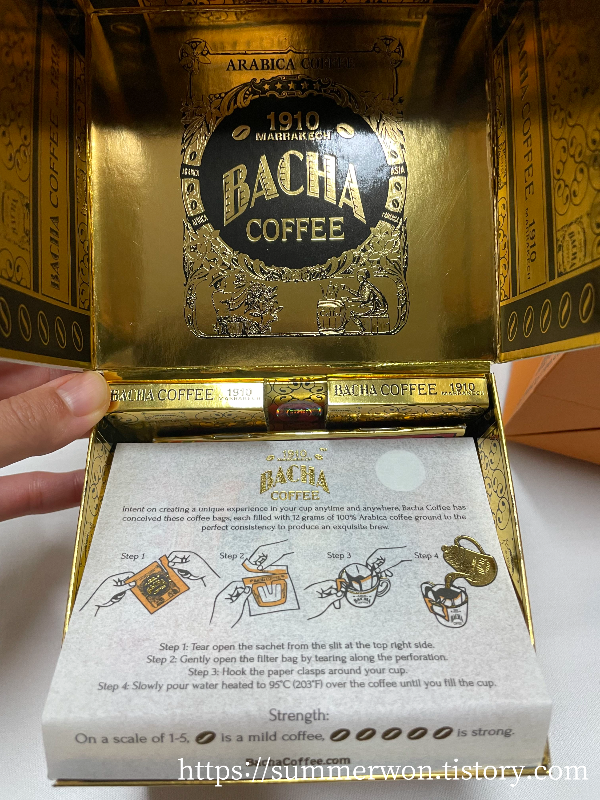 ARABICA COFFEE
1910
MARRAKECH
BACHA
COFFEE
BACHA COFFEE 1910
BACHA COFFEE 1910 MARRAKECH
BACHA COFFEE 1910 MARRAKECH
1910
BACHA
COFFEE
Intent on creating a unique experience in your cup anytime and anywhere, Bacha Coffee has
conceived these coffee bags, each filled with 12 grams of 100% Arabica coffee ground to the
perfect consistency to produce an exquisite brew.
Step 1 Step 2 Step 3 Step 4
Step 1: Tear open the sachet from the slit at the top right side.
Step 2: Gently open the filter bag by tearing along the perforation.
Step 3: Hook the paper clasps around your cup.
Step 4: Slowly pour water heated to 95°C (203°F) over the coffee until you fill the cup.
Strength:
On a scale of 1-5, is a mild coffee, is strong.
BachaCoffee.com
https://summerwon.tistory.com